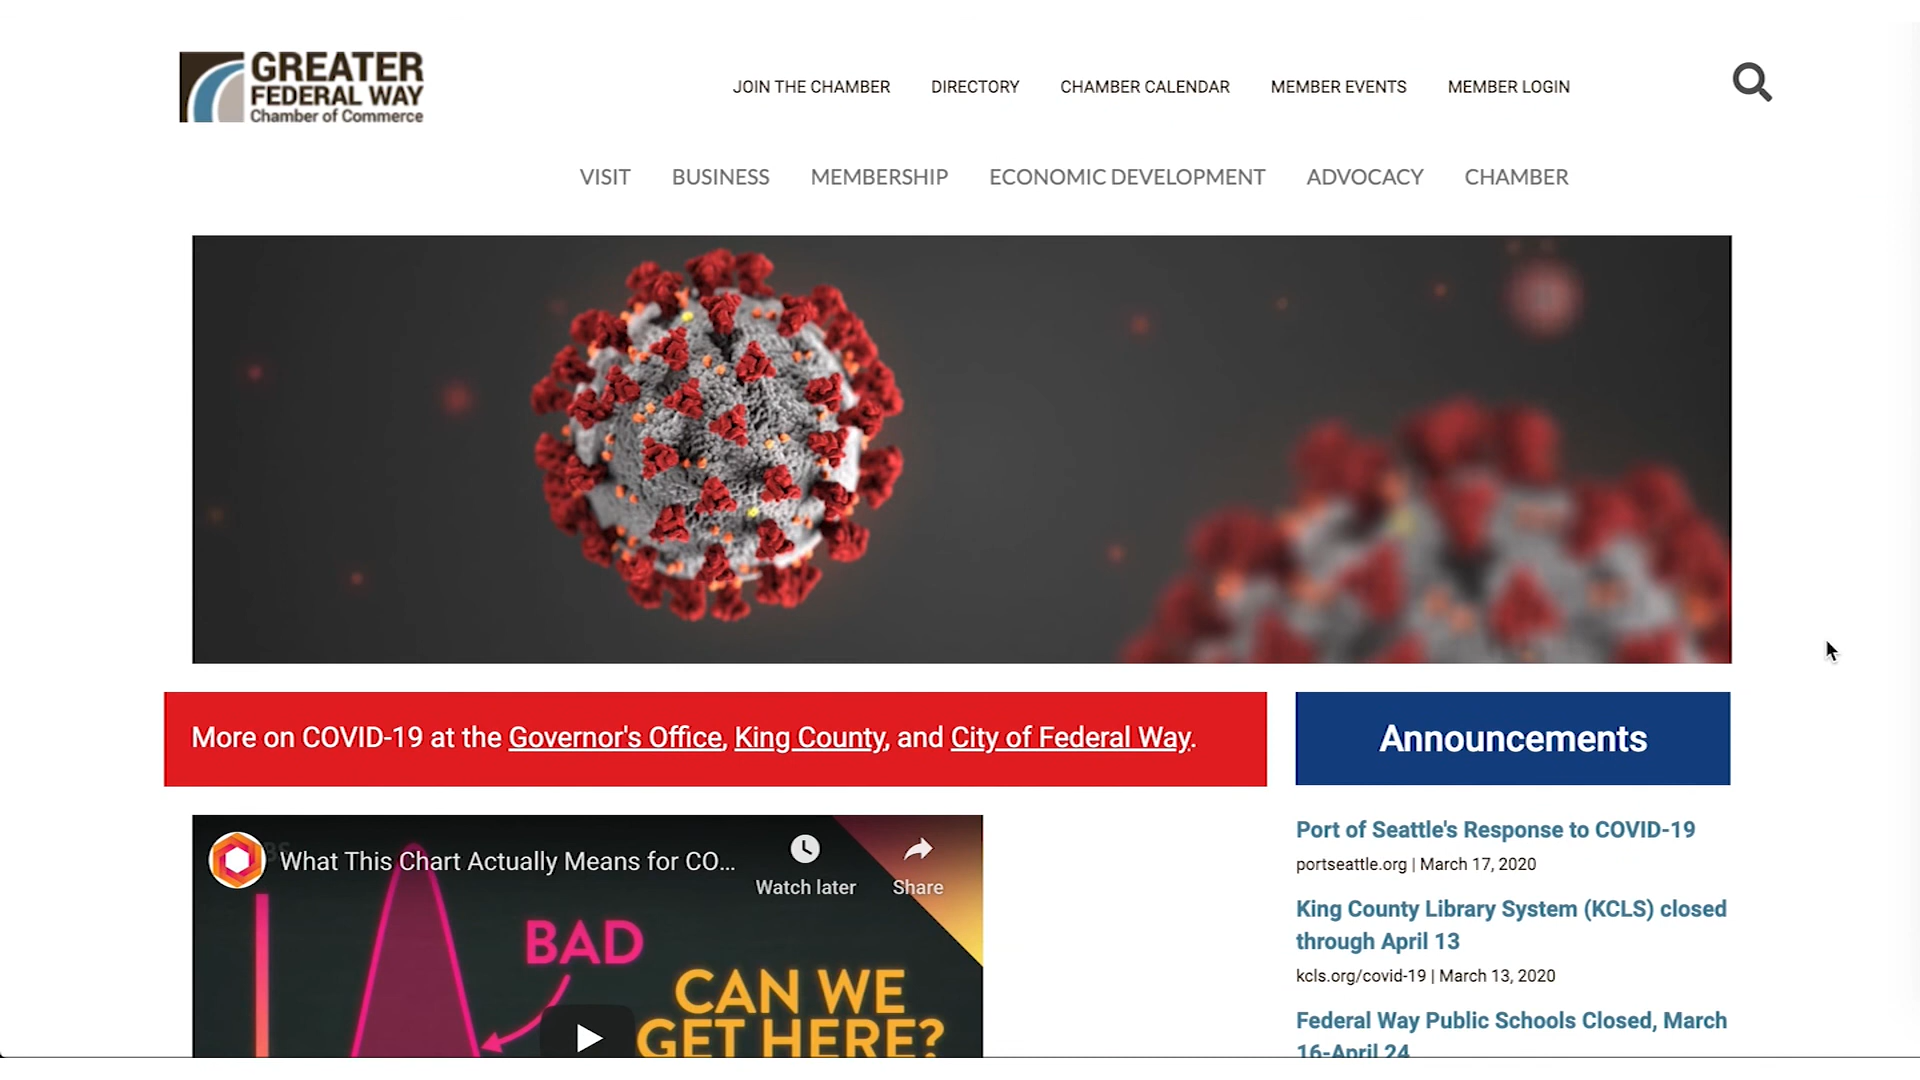 GREATER
FEDERAL WAY
Chamber of Commerce
JOIN THE CHAMBER
DIRECTORY
CHAMBER CALENDAR
MEMBER EVENTS
MEMBER LOGIN
VISIT
BUSINESS
MEMBERSHIP
ECONOMIC DEVELOPMENT
ADVOCACY
CHAMBER
More on COVID-19 at the Governor's Office, King County, and City of Federal Way.
What This Chart Actually Means for CO...
Watch later
Share
BAD
CAN WE
GET HERE?
Announcements
Port of Seattle's Response to COVID-19
portseattle.org | March 17, 2020
King County Library System (KCLS) closed
through April 13
kcls.org/covid-19 | March 13, 2020
Federal Way Public Schools Closed, March
16-April 24